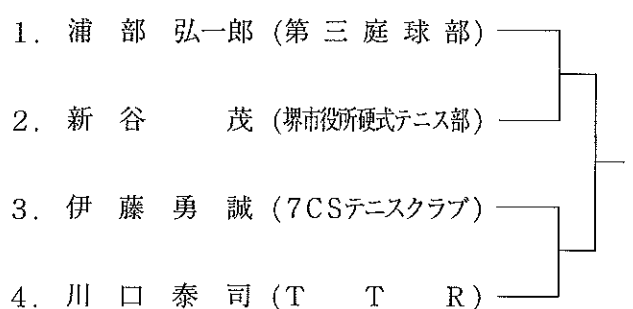 1. 浦部 弘一郎 (第三庭球部)
2. 新谷 茂 (堺市役所硬式テニス部)
3. 伊藤勇誠 (7CSテニスクラブ)
4. 川口泰司 (TTR)